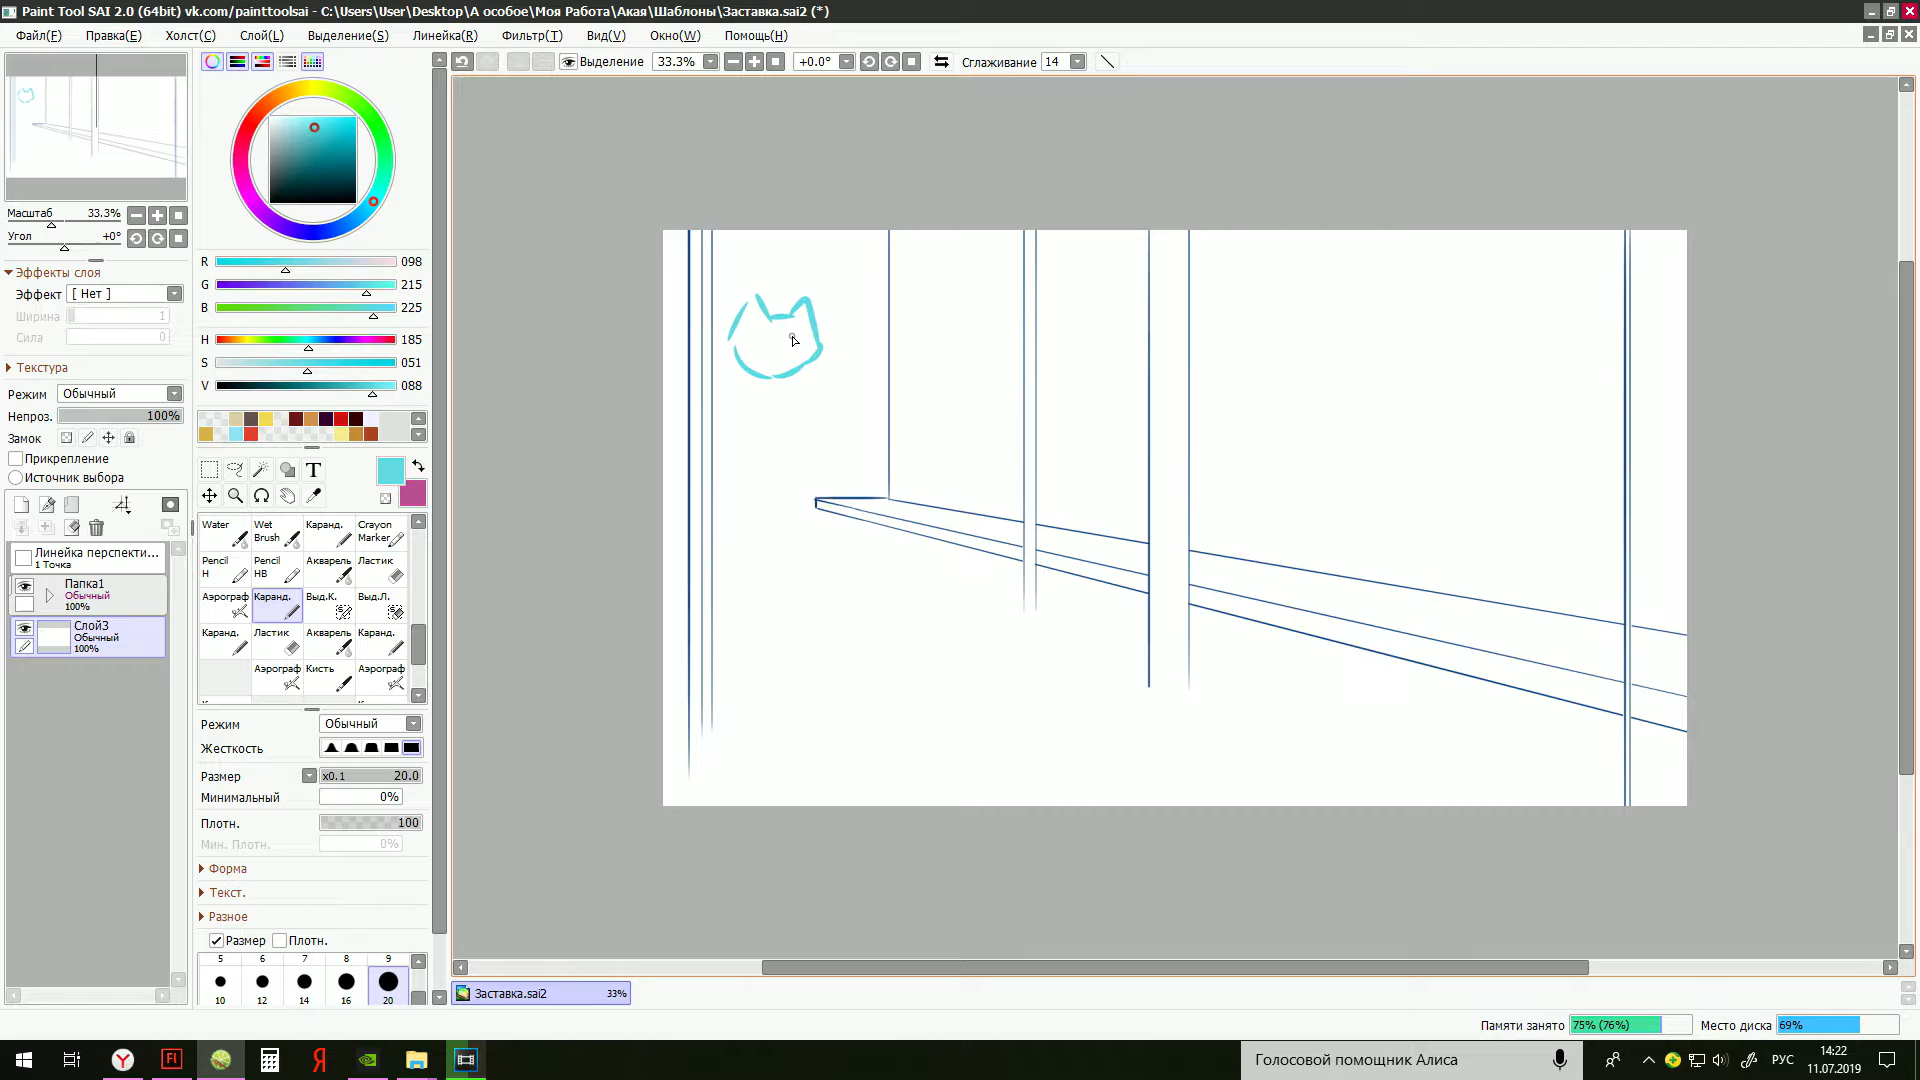 Paint Tool SAI 2.0 (64bit) vk.com/painttoolsai - C:\Users\User\Desktop\А особое\Моя Работа\Акая\Шаблоны\Заставка.sai2 (*)
Файл(F) Правка(E) Холст(C) Слой(L) Выделение(S) Линейка(R) Фильтр(T) Вид(V) Окно(W) Помощь(H)
Выделение 33.3% +0.0° Сглаживание 14
Масштаб 33.3%
Угол +0°
Эффекты слоя
Эффект [ Нет ]
Ширина 1
Сила 0
Текстура
Режим Обычный
Непроз. 100%
Замок
Прикрепление
Источник выбора
Линейка перспекти...
1 Точка
Папка1
Обычный
100%
Слой3
Обычный
100%
R 098
G 215
B 225
H 185
S 051
V 088
T
Water Wet Brush Каранд. Crayon Marker
Pencil H Pencil HB Акварель Ластик
Аэрограф Каранд. Выд.К. Выд.Л.
Каранд. Ластик Акварель Каранд.
Аэрограф Кисть Аэрограф
Режим Обычный
Жесткость
Размер x0.1 20.0
Минимальный 0%
Плотн. 100
Мин. Плотн. 0%
Форма
Текст.
Разное
Размер Плотн.
5 6 7 8 9
10 12 14 16 20
Заставка.sai2 33%
Памяти занято 75% (76%) Место диска 69%
Y Fl Я Голосовой помощник Алиса РУС 14:22
11.07.2019